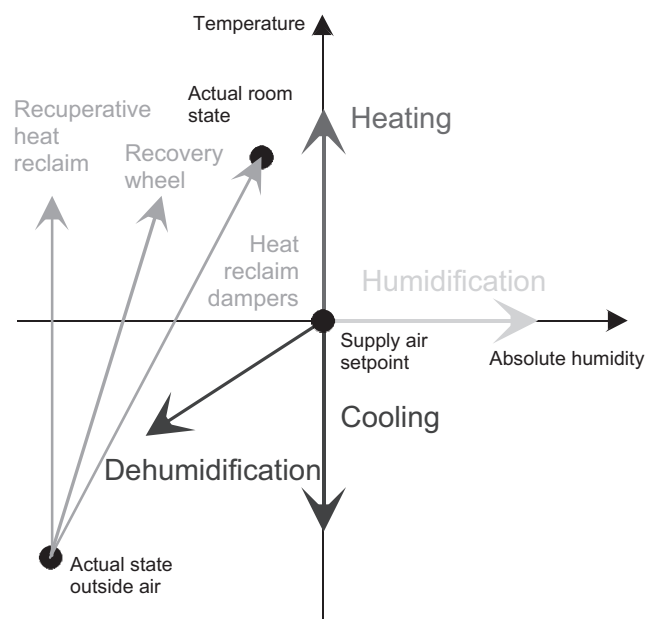 Temperature
Actual room
state
Recuperative
heat
reclaim
Recovery
wheel
Heating
Heat
reclaim
dampers
Humidification
Supply air
setpoint
Absolute humidity
Cooling
Dehumidification
Actual state
outside air